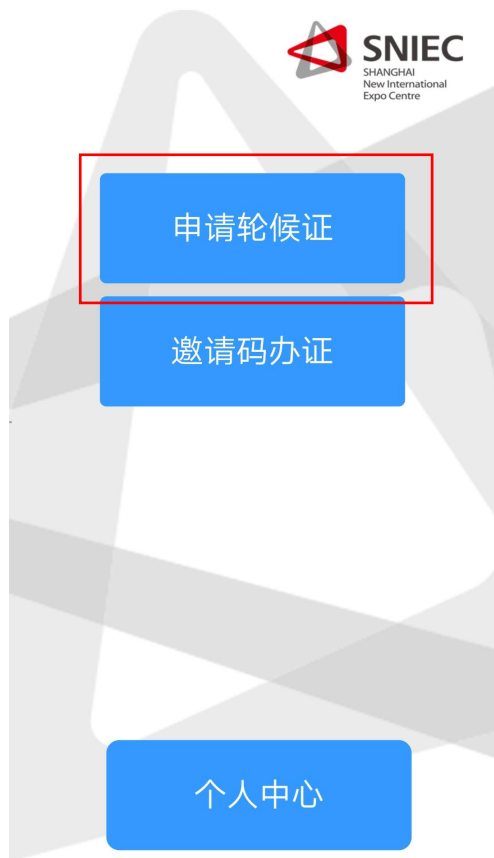 SNIEC
SHANGHAI
New International
Expo Centre
申请轮候证
邀请码办证
个人中心